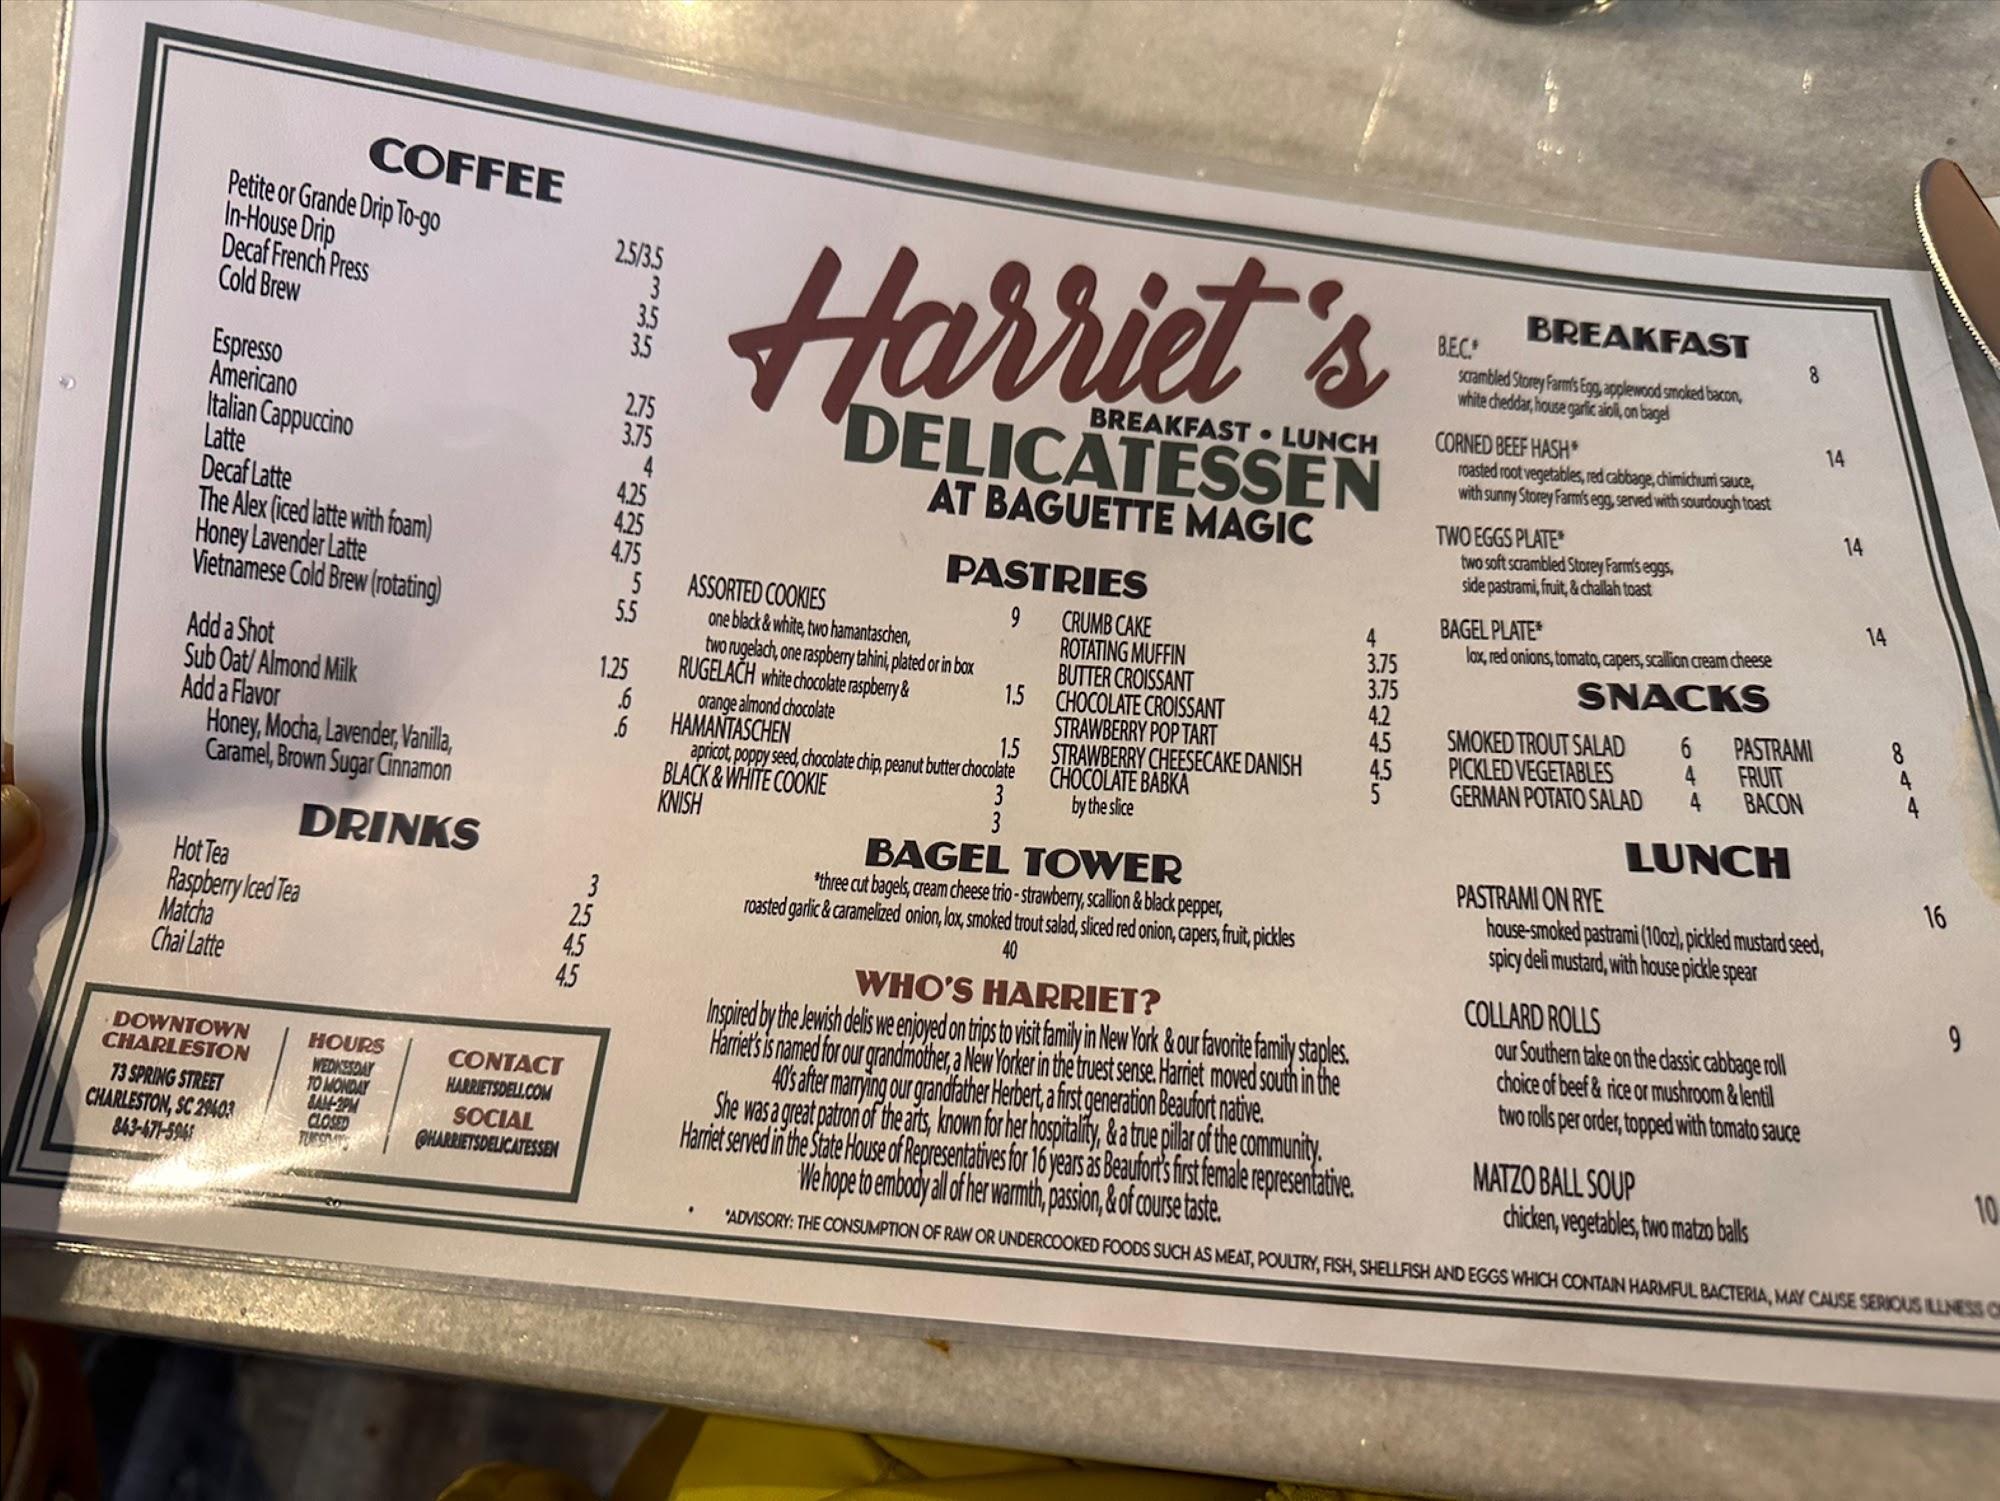 COFFEE
Petite or Grande Drip To-go 2.5/3.5
In-House Drip 3
Decaf French Press 3.5
Cold Brew 3.5
Espresso 2.75
Americano 3.75
Italian Cappuccino 4
Latte 4.25
Decaf Latte 4.25
The Alex (iced latte with foam) 4.75
Honey Lavender Latte 5
Vietnamese Cold Brew (rotating) 5.5
Add a Shot 1.25
Sub Oat/ Almond Milk .6
Add a Flavor .6
Honey, Mocha, Lavender, Vanilla,
Caramel, Brown Sugar Cinnamon
DRINKS
Hot Tea 3
Raspberry Iced Tea 2.5
Matcha 4.5
Chai Latte 4.5
DOWNTOWN
CHARLESTON
73 SPRING STREET
CHARLESTON, SC 29403
843-471-5941
HOURS
WEDNESDAY
TO MONDAY
8AM-2PM
CLOSED
TUESDAY
CONTACT
HARRIETSDELI.COM
SOCIAL
@HARRIETSDELICATESSEN
Harriet's
BREAKFAST • LUNCH
DELICATESSEN
AT BAGUETTE MAGIC
PASTRIES
ASSORTED COOKIES 9
one black & white, two hamantaschen,
two rugelach, one raspberry tahini, plated or in box
RUGELACH white chocolate raspberry & 1.5
orange almond chocolate
HAMANTASCHEN 1.5
apricot, poppy seed, chocolate chip, peanut butter chocolate
BLACK & WHITE COOKIE 3
KNISH 3
CRUMB CAKE 4
ROTATING MUFFIN 3.75
BUTTER CROISSANT 3.75
CHOCOLATE CROISSANT 4.2
STRAWBERRY POP TART 4.5
STRAWBERRY CHEESECAKE DANISH 4.5
CHOCOLATE BABKA 5
by the slice
BAGEL TOWER
*three cut bagels, cream cheese trio - strawberry, scallion & black pepper,
roasted garlic & caramelized onion, lox, smoked trout salad, sliced red onion, capers, fruit, pickles
40
WHO'S HARRIET?
Inspired by the Jewish delis we enjoyed on trips to visit family in New York & our favorite family staples.
Harriet's is named for our grandmother, a New Yorker in the truest sense. Harriet moved south in the
40's after marrying our grandfather Herbert, a first generation Beaufort native.
She was a great patron of the arts, known for her hospitality, & a true pillar of the community.
Harriet served in the State House of Representatives for 16 years as Beaufort's first female representative.
We hope to embody all of her warmth, passion, & of course taste.
BREAKFAST
B.E.C.* 8
scrambled Storey Farm's Egg, applewood smoked bacon,
white cheddar, house garlic aioli, on bagel
CORNED BEEF HASH* 14
roasted root vegetables, red cabbage, chimichurri sauce,
with sunny Storey Farm's egg, served with sourdough toast
TWO EGGS PLATE* 14
two soft scrambled Storey Farm's eggs,
side pastrami, fruit, & challah toast
BAGEL PLATE* 14
lox, red onions, tomato, capers, scallion cream cheese
SNACKS
SMOKED TROUT SALAD 6 PASTRAMI 8
PICKLED VEGETABLES 4 FRUIT 4
GERMAN POTATO SALAD 4 BACON 4
LUNCH
PASTRAMI ON RYE 16
house-smoked pastrami (10oz), pickled mustard seed,
spicy deli mustard, with house pickle spear
COLLARD ROLLS 9
our Southern take on the classic cabbage roll
choice of beef & rice or mushroom & lentil
two rolls per order, topped with tomato sauce
MATZO BALL SOUP 10
chicken, vegetables, two matzo balls
*ADVISORY: THE CONSUMPTION OF RAW OR UNDERCOOKED FOODS SUCH AS MEAT, POULTRY, FISH, SHELLFISH AND EGGS WHICH CONTAIN HARMFUL BACTERIA, MAY CAUSE SERIOUS ILLNESS